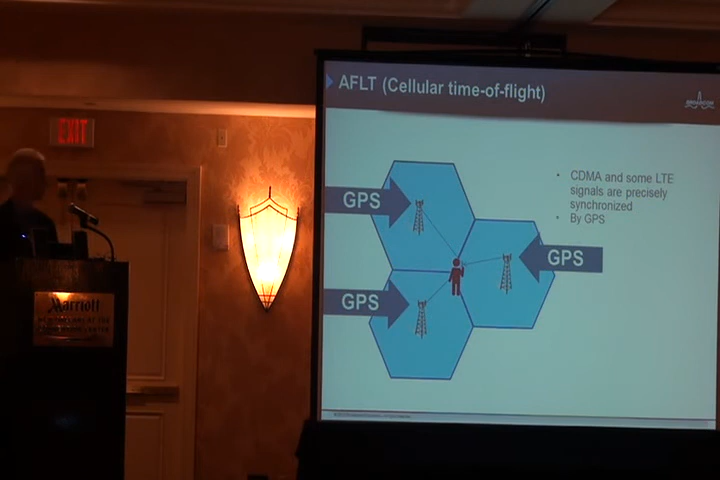 AFLT (Cellular time-of-flight)
BROADCOM
EXIT
• CDMA and some LTE
signals are precisely
synchronized
• By GPS
GPS
GPS
GPS
Marriott